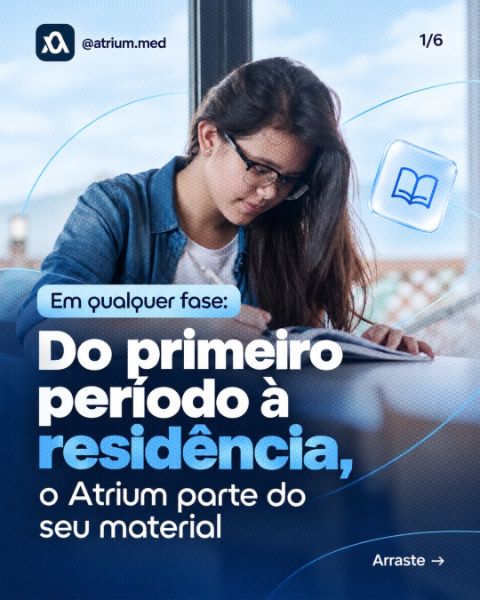 @atrium.med
1/6
Em qualquer fase:
Do primeiro
período à
residência,
o Atrium parte do
seu material
Arraste →